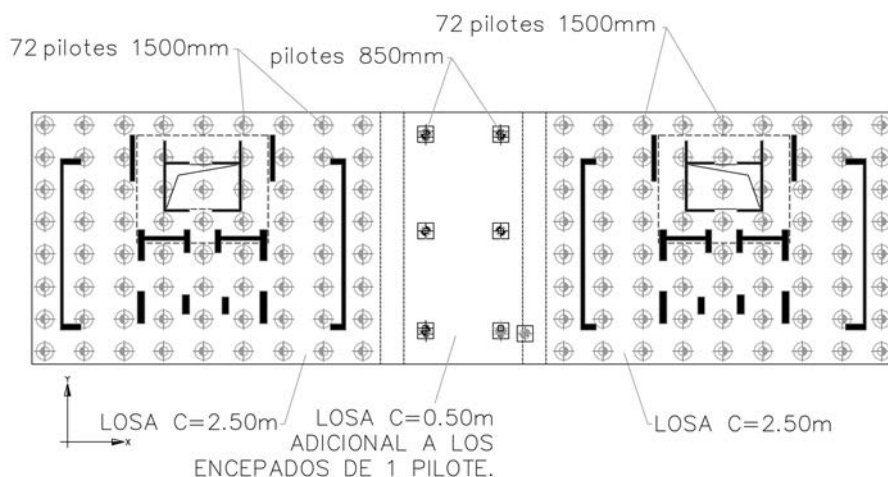 72 pilotes 1500mm
pilotes 850mm
72 pilotes 1500mm
LOSA C=2.50m
LOSA C=0.50m
ADICIONAL A LOS
ENCEPADOS DE 1 PILOTE.
LOSA C=2.50m
Y
X